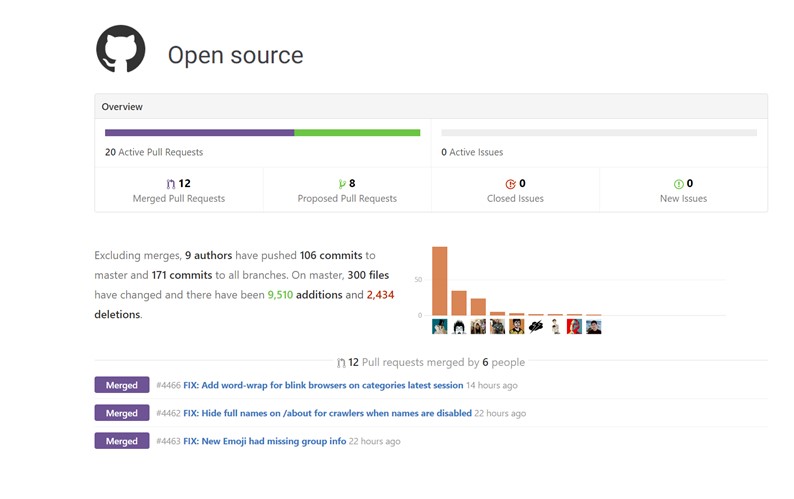 Open source
Overview
20 Active Pull Requests
0 Active Issues
12
Merged Pull Requests
8
Proposed Pull Requests
0
Closed Issues
0
New Issues
Excluding merges, 9 authors have pushed 106 commits to
master and 171 commits to all branches. On master, 300 files
have changed and there have been 9,510 additions and 2,434
deletions.
50
0
12 Pull requests merged by 6 people
Merged #4466 FIX: Add word-wrap for blink browsers on categories latest session 14 hours ago
Merged #4462 FIX: Hide full names on /about for crawlers when names are disabled 22 hours ago
Merged #4463 FIX: New Emoji had missing group info 22 hours ago